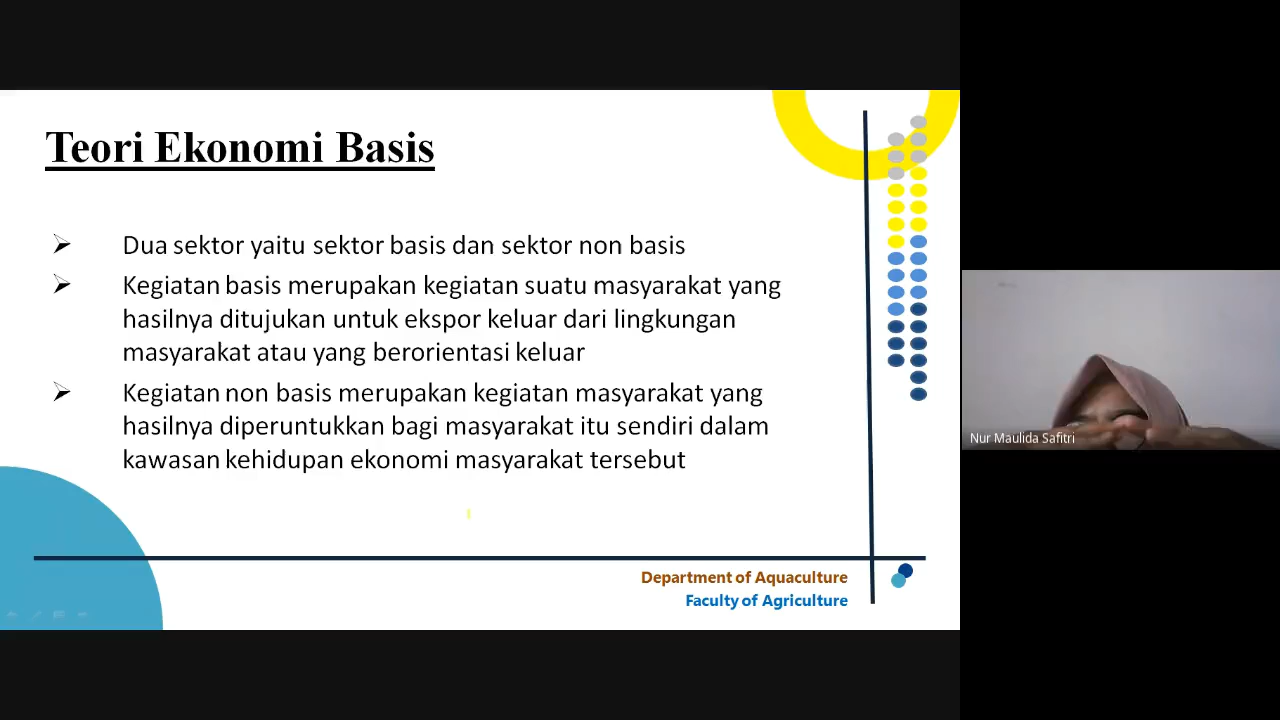 Teori Ekonomi Basis
Dua sektor yaitu sektor basis dan sektor non basis
Kegiatan basis merupakan kegiatan suatu masyarakat yang
hasilnya ditujukan untuk ekspor keluar dari lingkungan
masyarakat atau yang berorientasi keluar
Kegiatan non basis merupakan kegiatan masyarakat yang
hasilnya diperuntukkan bagi masyarakat itu sendiri dalam
kawasan kehidupan ekonomi masyarakat tersebut
Department of Aquaculture
Faculty of Agriculture
Nur Maulida Safitri